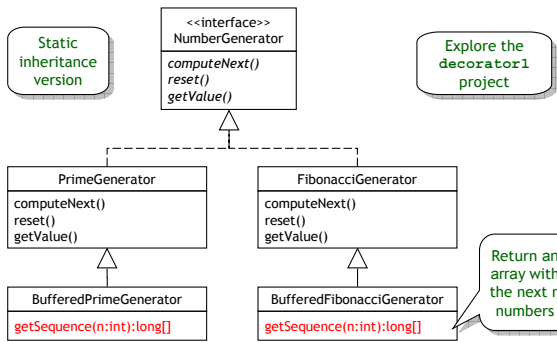 Static
inheritance
version
<<interface>>
NumberGenerator
computeNext()
reset()
getValue()
Explore the
decorator1
project
PrimeGenerator
computeNext()
reset()
getValue()
FibonacciGenerator
computeNext()
reset()
getValue()
BufferedPrimeGenerator
getSequence(n:int):long[]
BufferedFibonacciGenerator
getSequence(n:int):long[]
Return an
array with
the next n
numbers